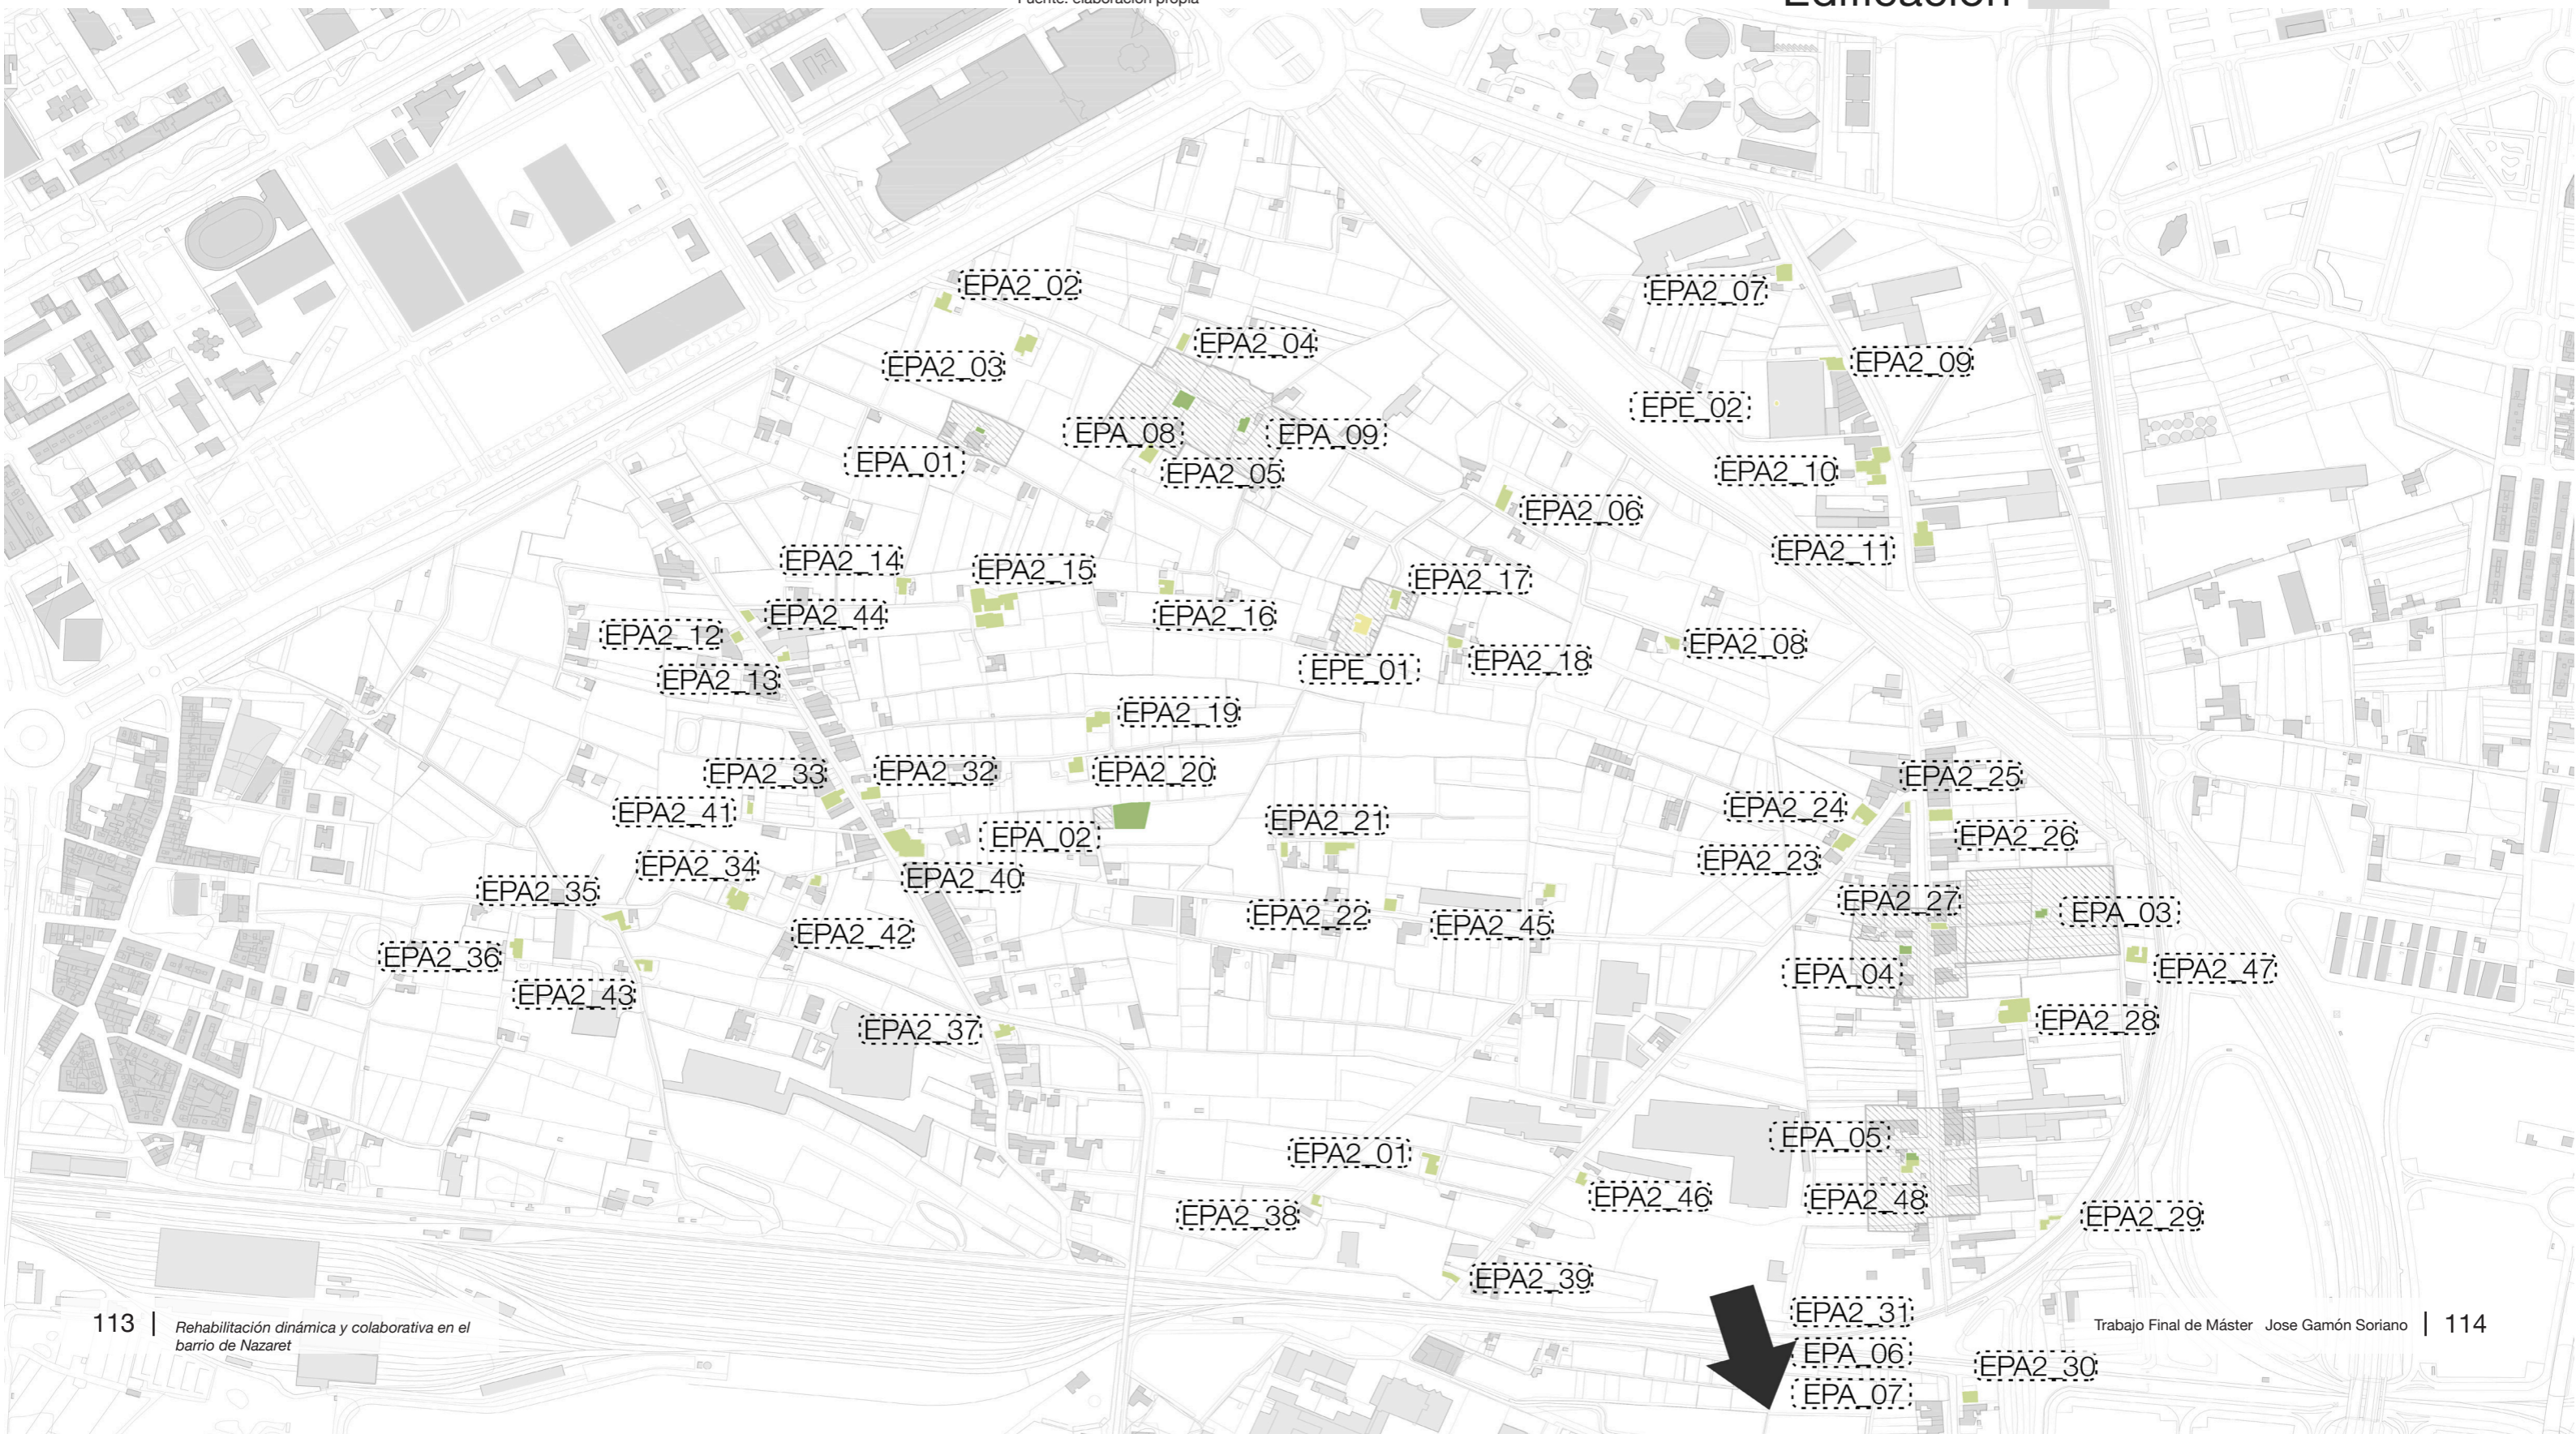 Fuente: elaboración propia
Edificación
EPA2_02
EPA2_07
EPA2_04
EPA2_03
EPA2_09
EPE_02
EPA_08
EPA_09
EPA_01
EPA2_05
EPA2_10
EPA2_06
EPA2_11
EPA2_14
EPA2_15
EPA2_17
EPA2_44
EPA2_16
EPA2_12
EPA2_08
EPA2_18
EPE_01
EPA2_13
EPA2_19
EPA2_33
EPA2_32
EPA2_20
EPA2_25
EPA2_41
EPA2_24
EPA2_21
EPA_02
EPA2_26
EPA2_23
EPA2_34
EPA2_40
EPA2_35
EPA2_27
EPA_03
EPA2_22
EPA2_45
EPA2_42
EPA2_36
EPA_04
EPA2_47
EPA2_43
EPA2_28
EPA2_37
EPA_05
EPA2_01
EPA2_46
EPA2_48
EPA2_38
EPA2_29
EPA2_39
EPA2_31
EPA_06
EPA2_30
EPA_07
113 | Rehabilitación dinámica y colaborativa en el
barrio de Nazaret
Trabajo Final de Máster Jose Gamón Soriano | 114